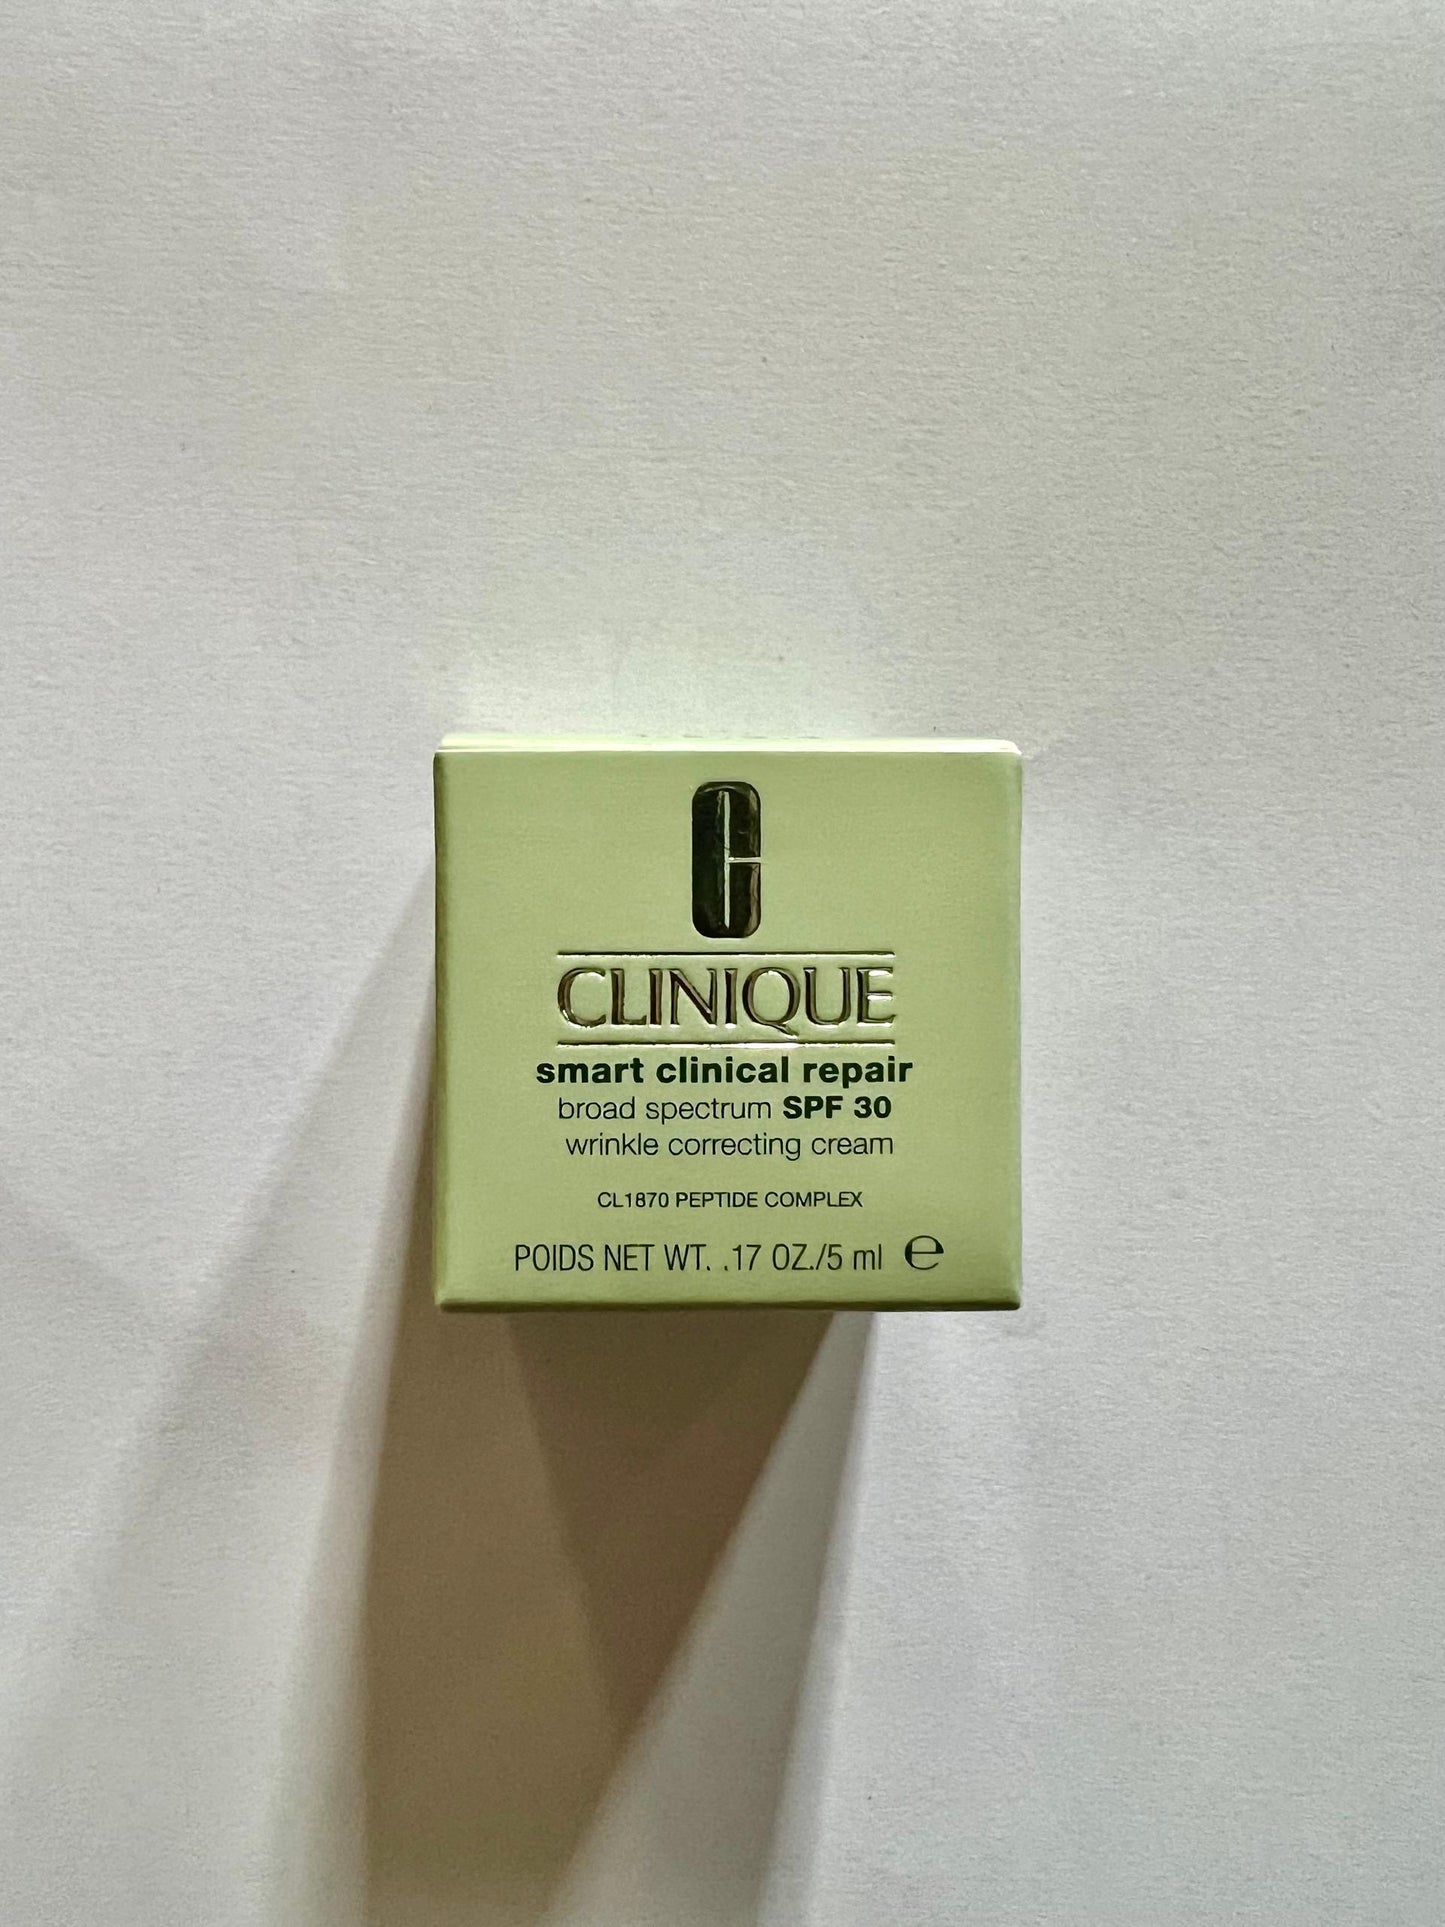 CLINIQUE
smart clinical repair
broad spectrum SPF 30
wrinkle correcting cream
CL1870 PEPTIDE COMPLEX
POIDS NET WT. .17 OZ./5 ml ℮